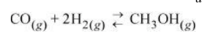 CO(g) + 2H2(g) ⇄ CH3OH(g)